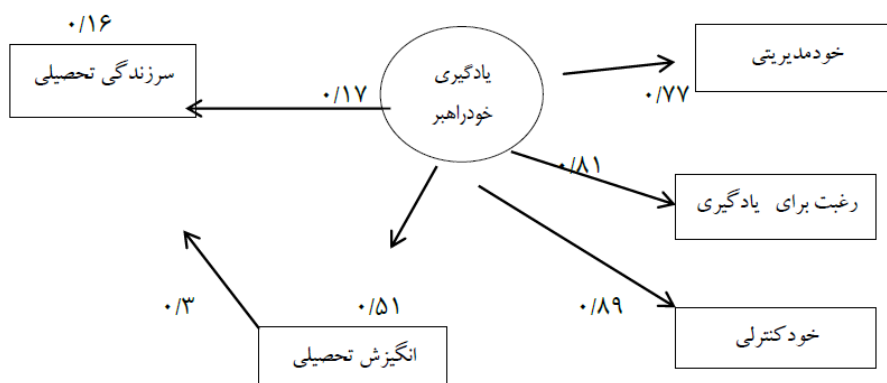 ۰/۱۶
سرزندگی تحصیلی
یادگیری
خودراهبر
خودمدیریتی
۰/۱۷
۰/۷۷
۰/۸۱
رغبت برای یادگیری
۰/۳
۰/۵۱
۰/۸۹
انگیزش تحصیلی
خودکنترلی